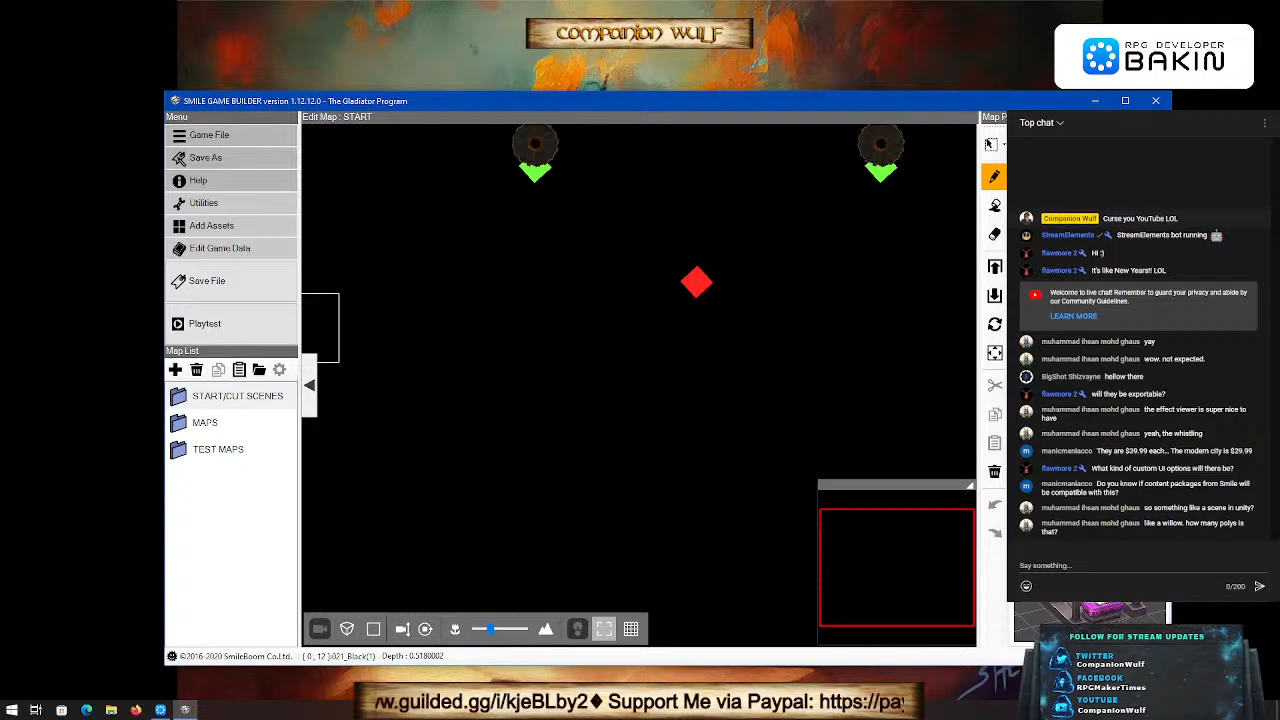 COMPANION WULF
RPG DEVELOPER
BAKIN
SMILE GAME BUILDER version 1.12.12.0 - The Gladiator Program
Menu
Edit Map : START
Map P
Game File
Save As
Help
Utilities
Add Assets
Edit Game Data
Save File
Playtest
Map List
START/CUT SCENES
MAPS
TEST MAPS
©2016-2020 SmileBoom Co.Ltd.
( 0 , 12 ):021_Black(1) - Depth : 0.5180002
Top chat
Companion Wulf Curse you YouTube LOL
StreamElements StreamElements bot running
flawmore 2 Hi :)
flawmore 2 It's like New Years!! LOL
Welcome to live chat! Remember to guard your privacy and abide by
our Community Guidelines.
LEARN MORE
muhammad ihsan mohd ghaus yay
muhammad ihsan mohd ghaus wow. not expected.
BigShot Shizvayne hellow there
flawmore 2 will they be exportable?
muhammad ihsan mohd ghaus the effect viewer is super nice to
have
muhammad ihsan mohd ghaus yeah, the whistling
manicmaniacco They are $39.99 each... The modern city is $29.99
flawmore 2 What kind of custom UI options will there be?
manicmaniacco Do you know if content packages from Smile will
be compatible with this?
muhammad ihsan mohd ghaus so something like a scene in unity?
muhammad ihsan mohd ghaus like a willow. how many polys is
that?
Say something...
0/200
FOLLOW FOR STREAM UPDATES
TWITTER
CompanionWulf
FACEBOOK
RPGMakerTimes
YOUTUBE
CompanionWulf
w.guilded.gg/i/kjeBLby2♦ Support Me via Paypal: https://pa